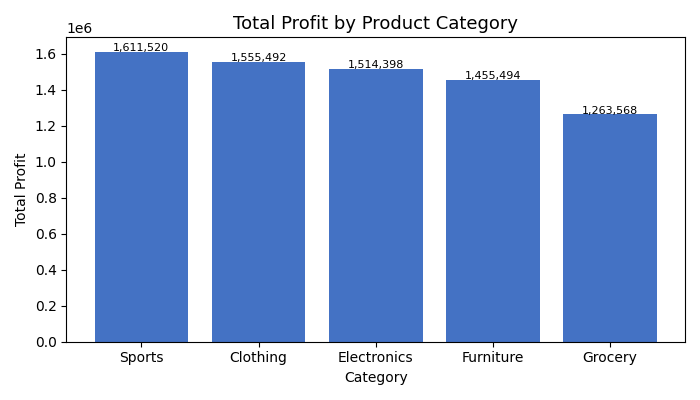 Total Profit by Product Category
1e6
1.6
1.4
1.2
1.0
0.8
0.6
0.4
0.2
0.0
Total Profit
1,611,520
1,555,492
1,514,398
1,455,494
1,263,568
Sports Clothing Electronics Furniture Grocery
Category